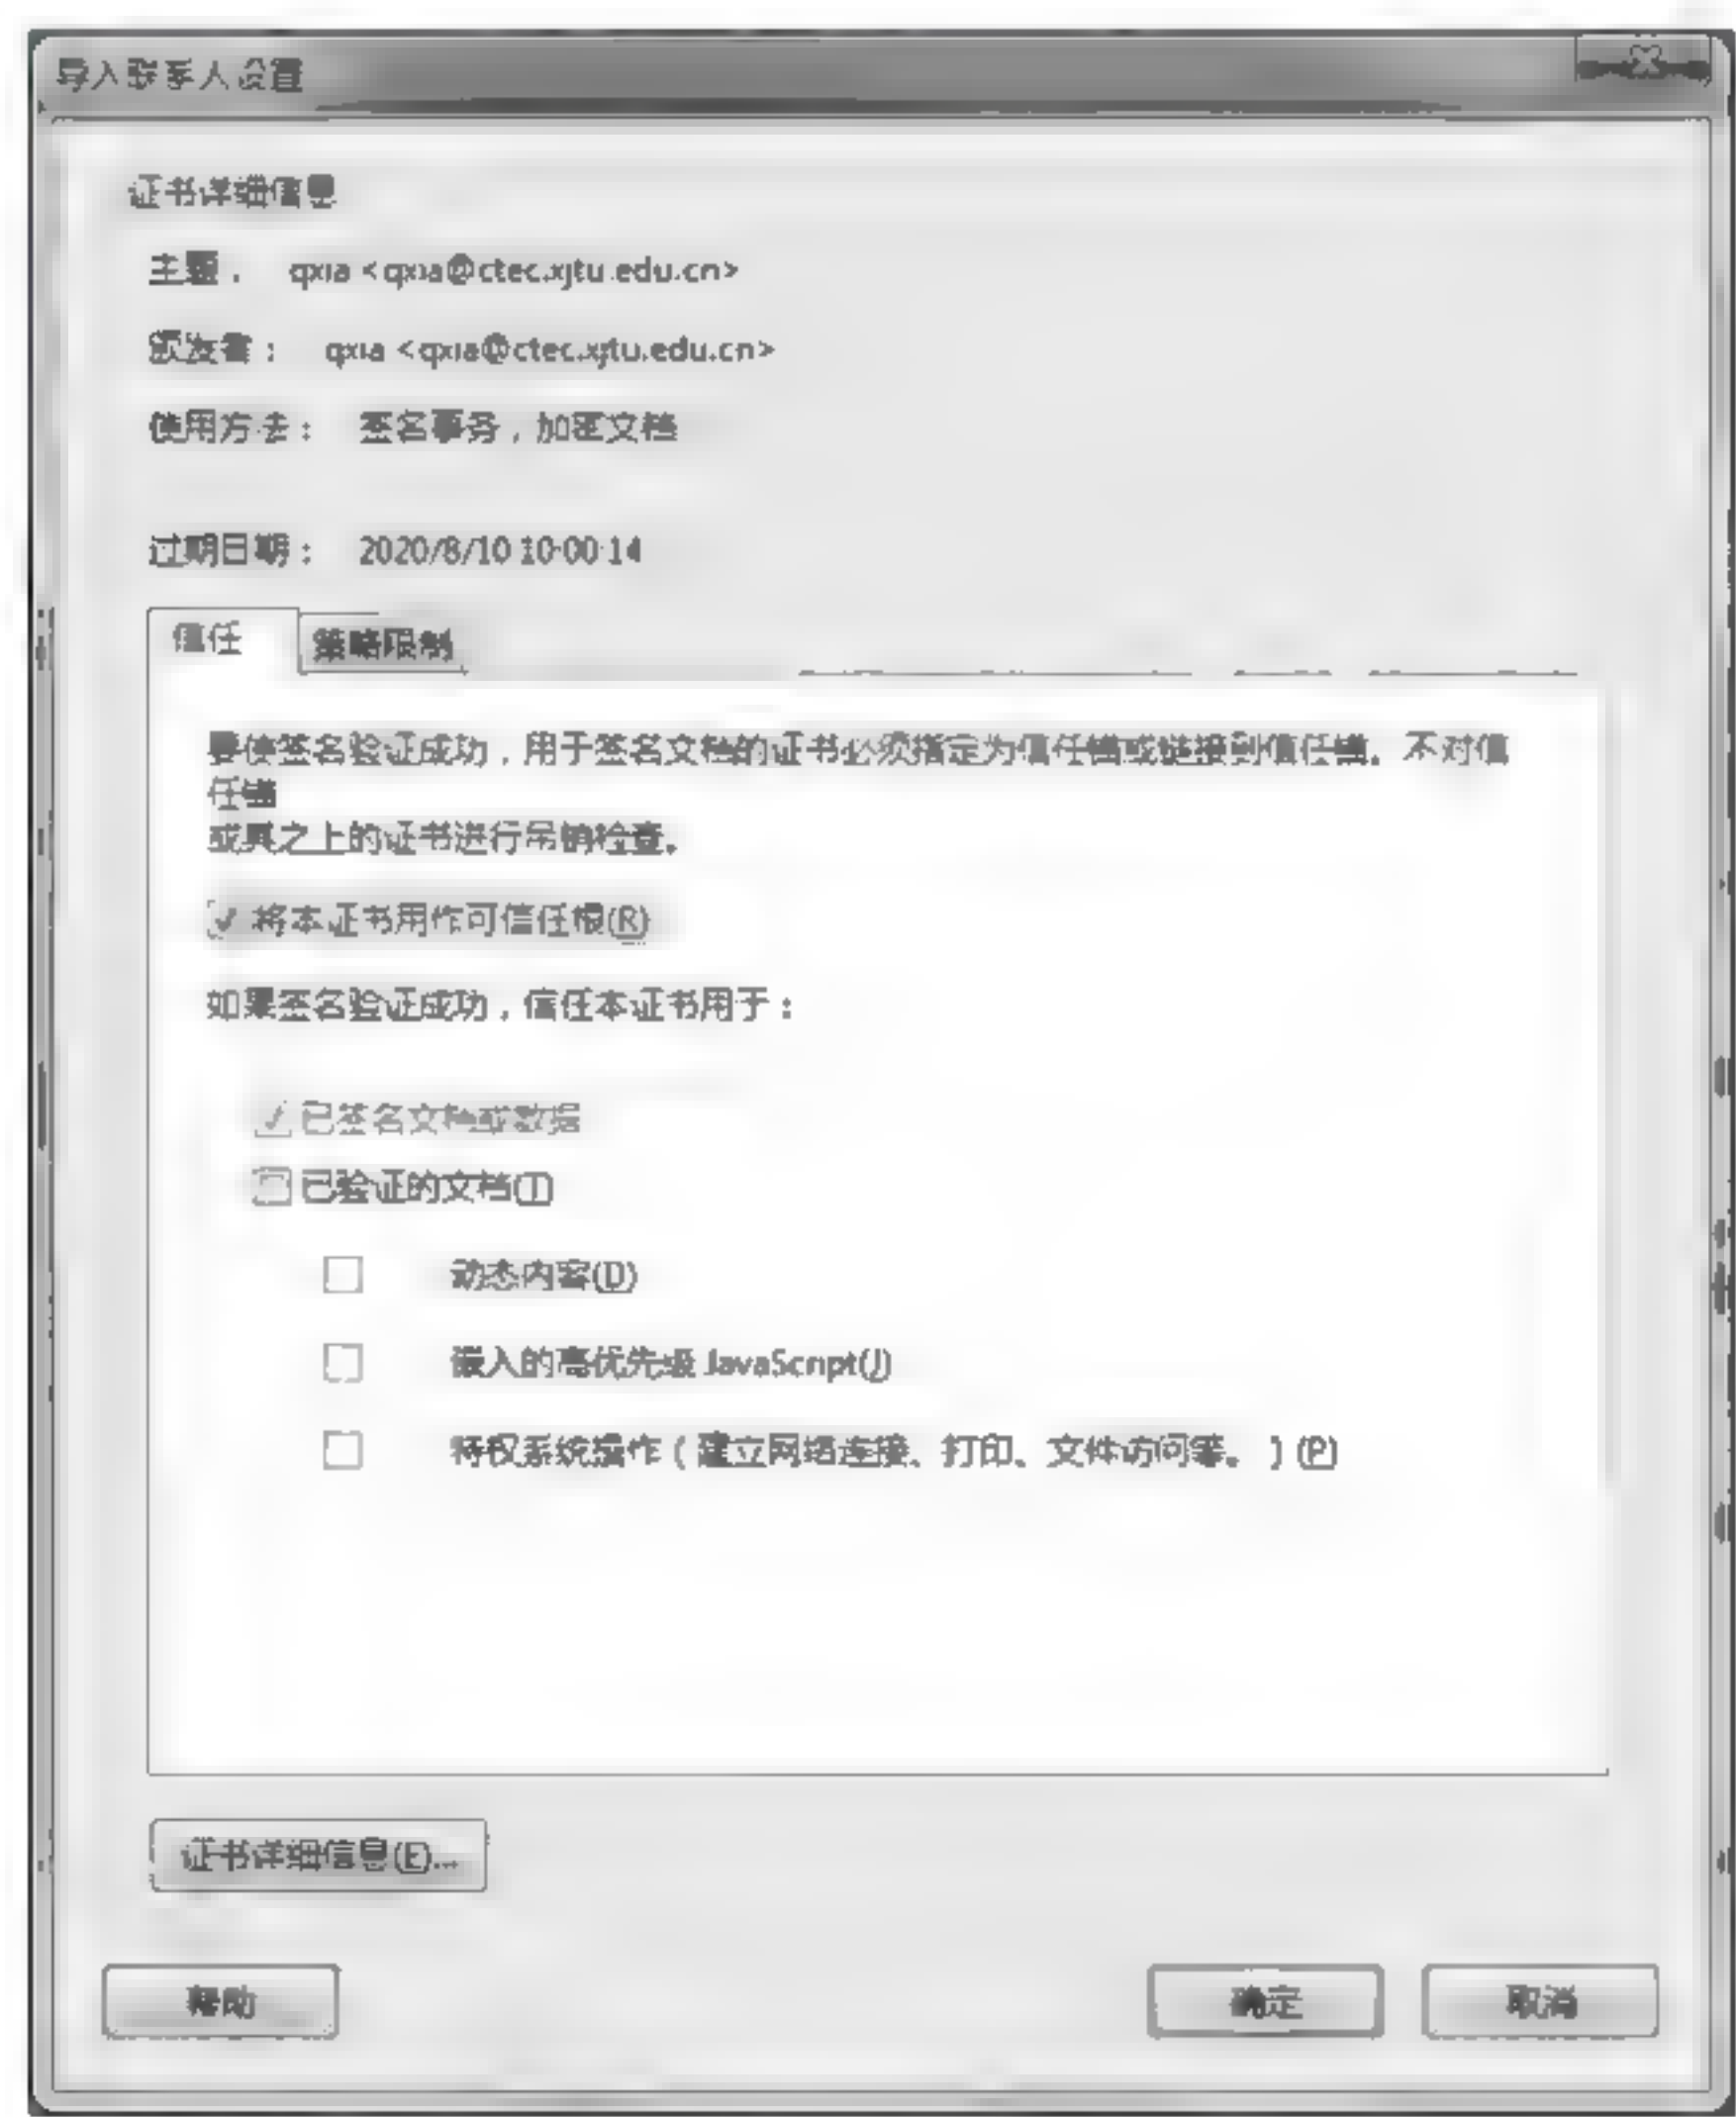 导入联系人设置
证书详细信息
主题： qxia <qxia@ctec.xjtu.edu.cn>
颁发者： qxia <qxia@ctec.xjtu.edu.cn>
使用方法： 签名事务，加密文档
过期日期： 2020/8/10 10:00:14
信任 策略限制
要使签名验证成功，用于签名文档的证书必须指定为信任锚或链接到信任锚。不对信
任锚
或其之上的证书进行吊销检查。
将本证书用作可信任根(R)
如果签名验证成功，信任本证书用于：
已签名文档或数据
已验证的文档(T)
动态内容(D)
嵌入的高优先级 JavaScript(J)
特权系统操作（建立网络连接、打印、文件访问等。）(P)
证书详细信息(E)...
帮助 确定 取消